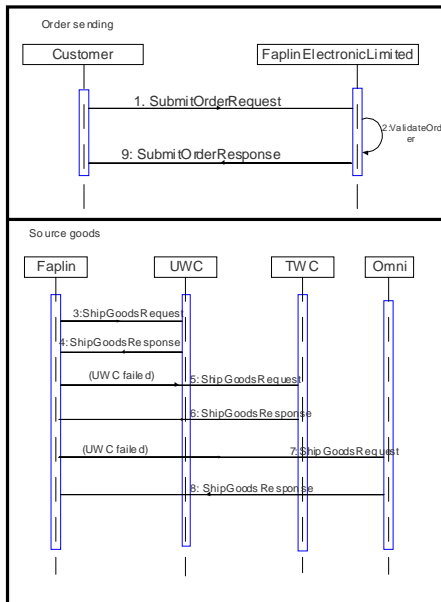 Order sending
Customer
FaplinElectronicLimited
1. SubmitOrderRequest
2:ValidateOrd
er
9: SubmitOrderResponse
Source goods
Faplin
UWC
TWC
Omni
3:ShipGoodsRequest
4:ShipGoodsResponse
(UWC failed)
5:ShipGoodsRequest
6:ShipGoodsResponse
(UWC failed)
7:ShipGoodsRequest
8: ShipGoodsResponse